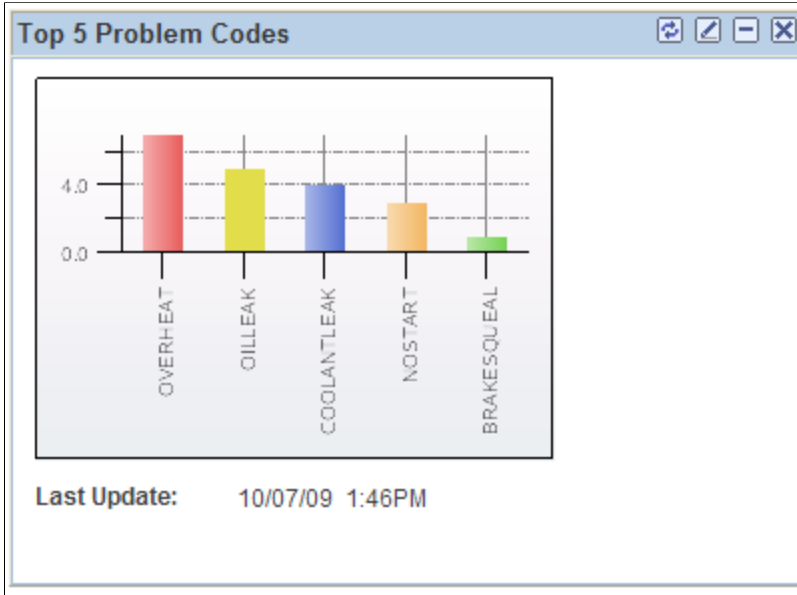 Top 5 Problem Codes
4.0
0.0
OVERHEAT
OILLEAK
COOLANTLEAK
NOSTART
BRAKESQUEAL
Last Update: 10/07/09 1:46PM